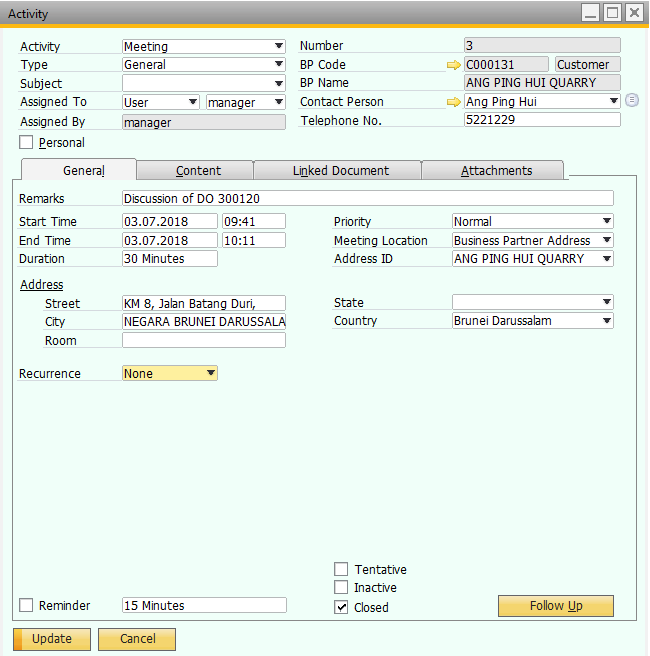 Activity
Activity Meeting Number 3
Type General BP Code C000131 Customer
Subject BP Name ANG PING HUI QUARRY
Assigned To User manager Contact Person Ang Ping Hui
Assigned By manager Telephone No. 5221229
Personal
General Content Linked Document Attachments
Remarks Discussion of DO 300120
Start Time 03.07.2018 09:41 Priority Normal
End Time 03.07.2018 10:11 Meeting Location Business Partner Address
Duration 30 Minutes Address ID ANG PING HUI QUARRY
Address
Street KM 8, Jalan Batang Duri, State
City NEGARA BRUNEI DARUSSALA Country Brunei Darussalam
Room
Recurrence None
Tentative
Inactive
Reminder 15 Minutes Closed Follow Up
Update Cancel